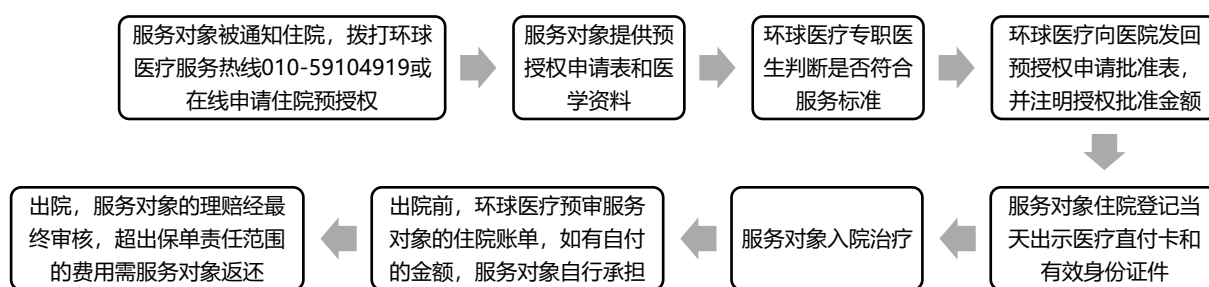 服务对象被通知住院，拨打环球
医疗服务热线010-59104919或
在线申请住院预授权
服务对象提供预
授权申请表和医
学资料
环球医疗专职医
生判断是否符合
服务标准
环球医疗向医院发回
预授权申请批准表，
并注明授权批准金额
服务对象住院登记当
天出示医疗直付卡和
有效身份证件
服务对象入院治疗
出院前，环球医疗预审服务
对象的住院账单，如有自付
的金额，服务对象自行承担
出院，服务对象的理赔经最
终审核，超出保单责任范围
的费用需服务对象返还